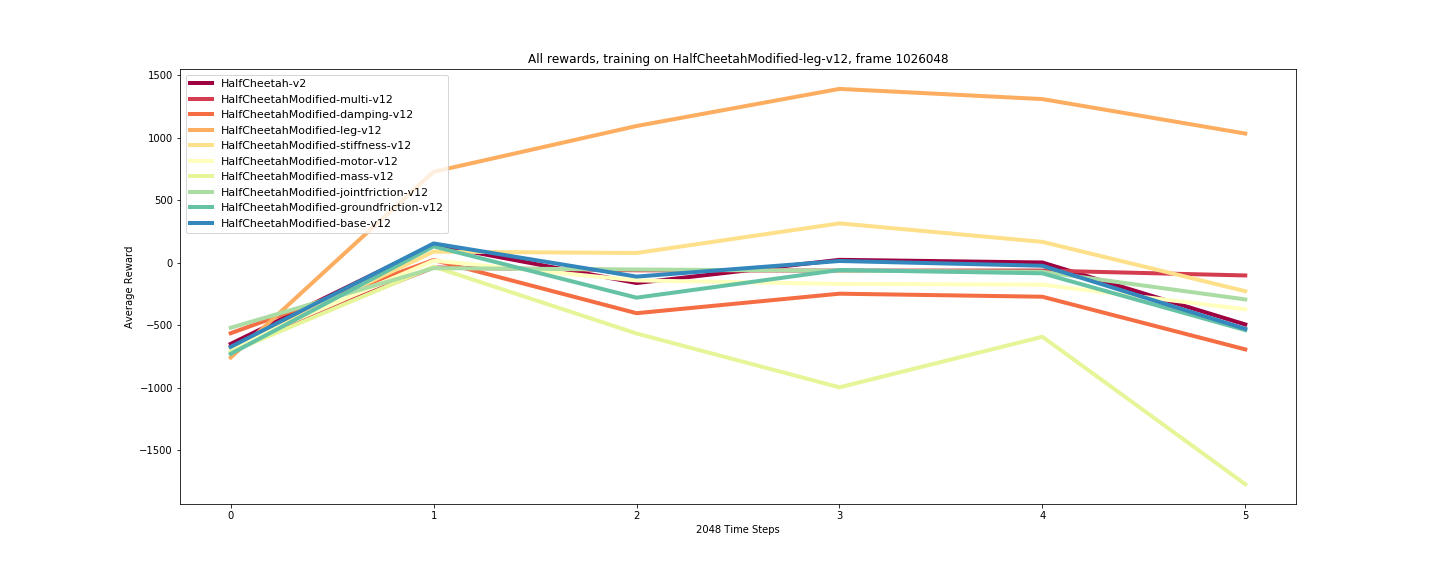 All rewards, training on HalfCheetahModified-leg-v12, frame 1026048
1500
1000
500
0
−500
−1000
−1500
Average Reward
HalfCheetah-v2
HalfCheetahModified-multi-v12
HalfCheetahModified-damping-v12
HalfCheetahModified-leg-v12
HalfCheetahModified-stiffness-v12
HalfCheetahModified-motor-v12
HalfCheetahModified-mass-v12
HalfCheetahModified-jointfriction-v12
HalfCheetahModified-groundfriction-v12
HalfCheetahModified-base-v12
0 1 2 3 4 5
2048 Time Steps